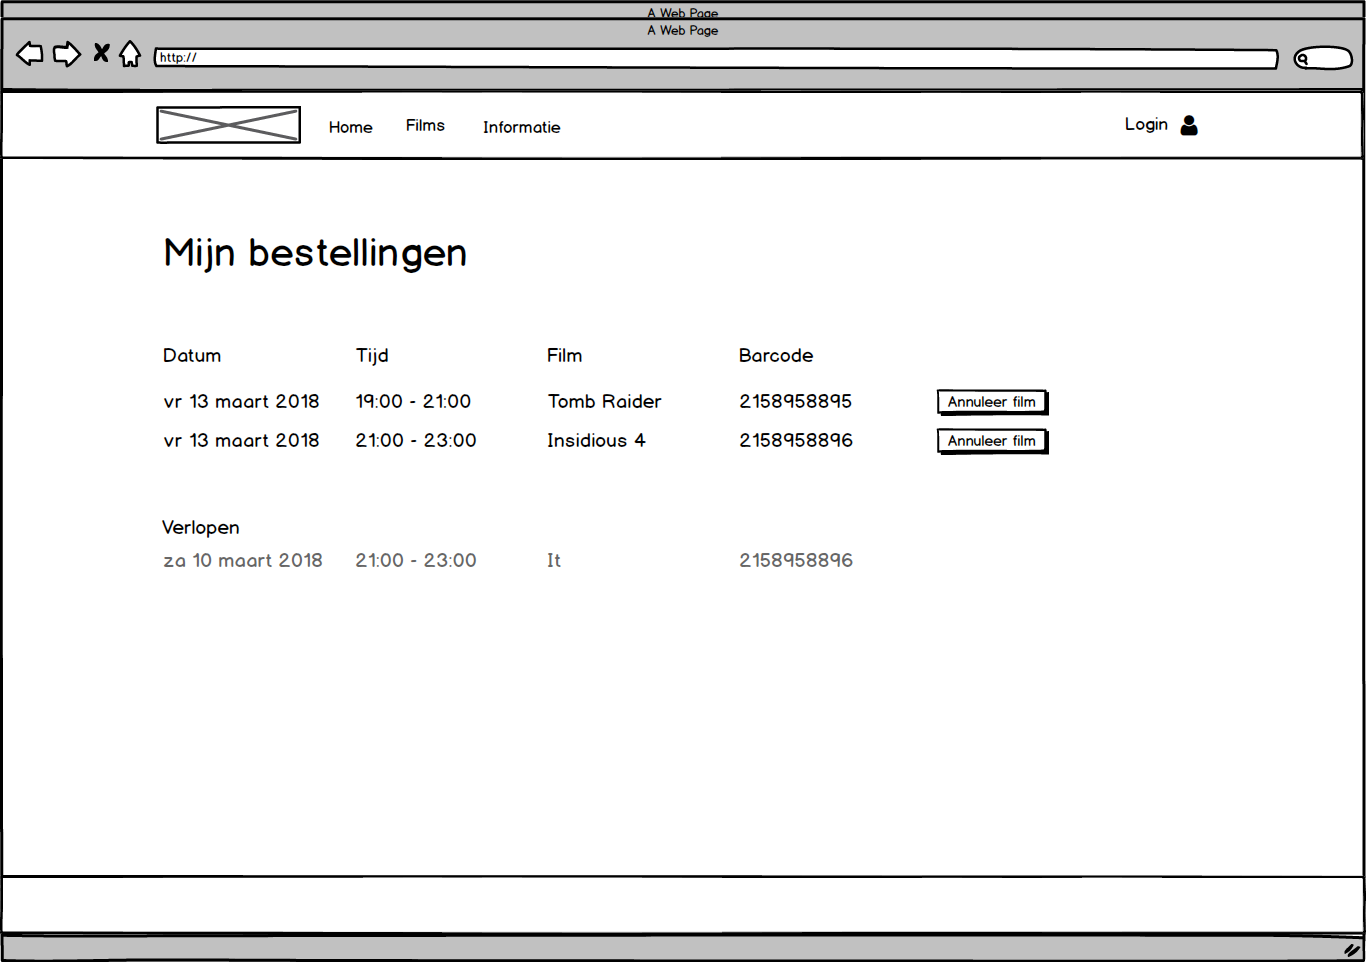 A Web Page
A Web Page
http://
Home Films Informatie Login
Mijn bestellingen
Datum Tijd Film Barcode
vr 13 maart 2018 19:00 - 21:00 Tomb Raider 2158958895 Annuleer film
vr 13 maart 2018 21:00 - 23:00 Insidious 4 2158958896 Annuleer film
Verlopen
za 10 maart 2018 21:00 - 23:00 It 2158958896